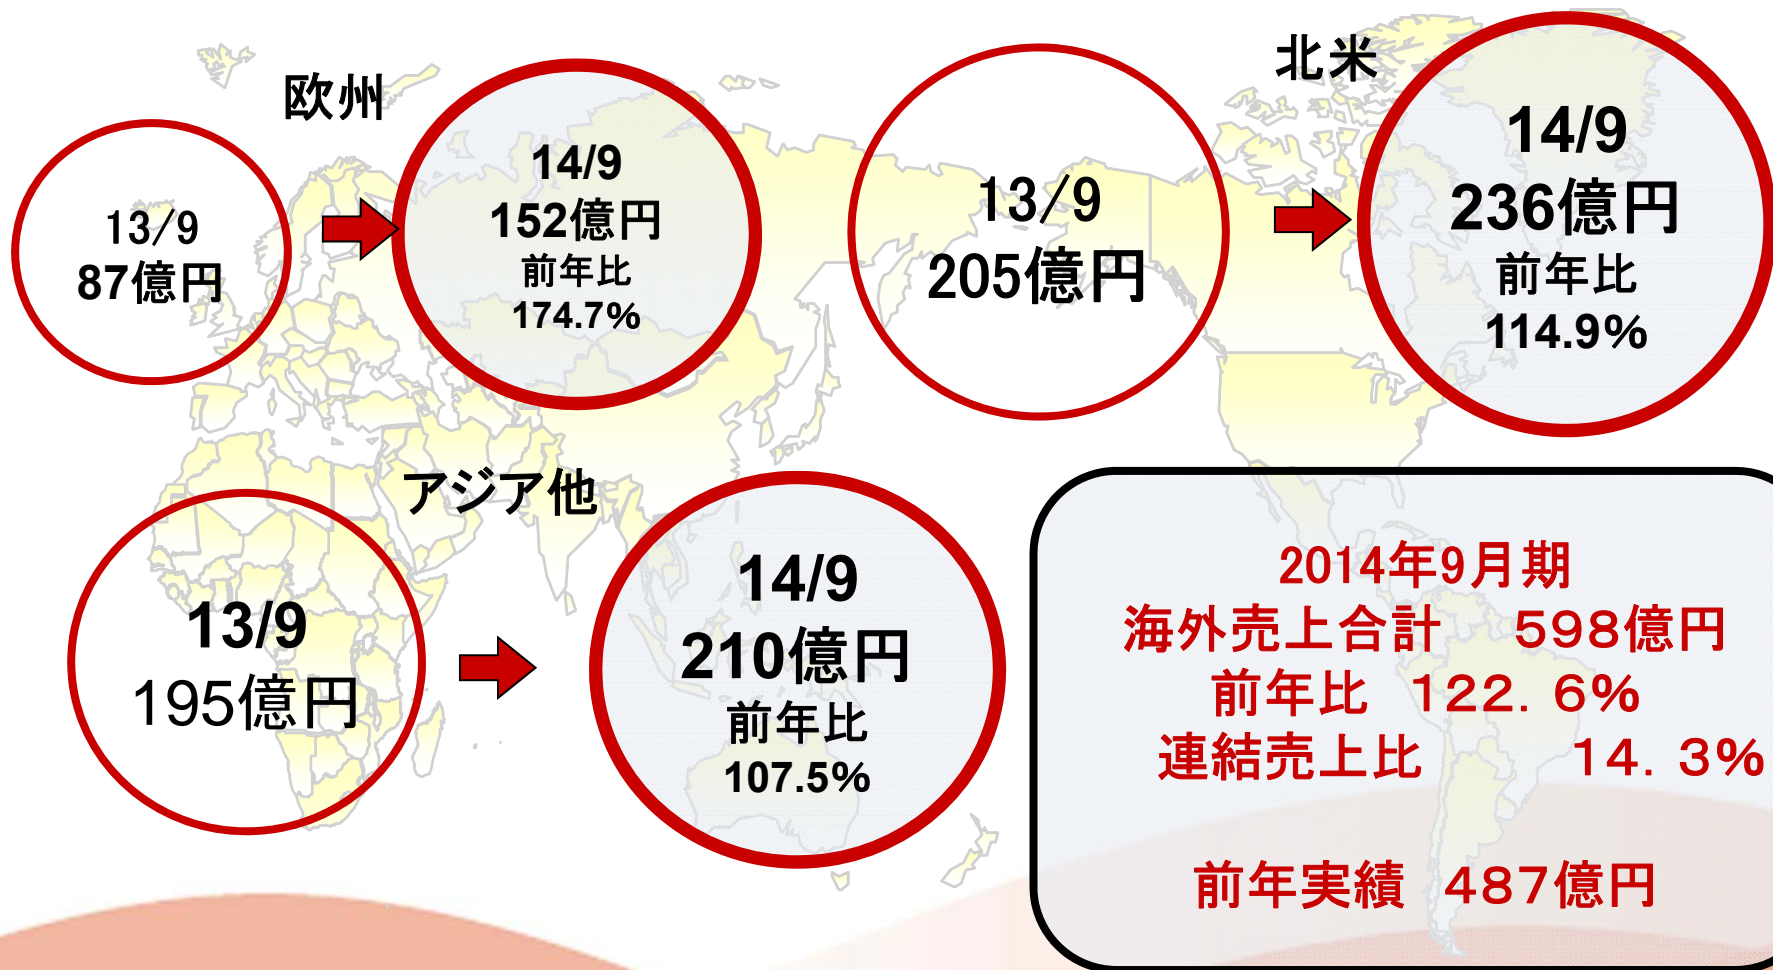 欧州
13/9
87億円
14/9
152億円
前年比
174.7%
北米
13/9
205億円
14/9
236億円
前年比
114.9%
アジア他
13/9
195億円
14/9
210億円
前年比
107.5%
2014年9月期
海外売上合計　598億円
前年比　122．6%
連結売上比　　　14．3%
前年実績　487億円